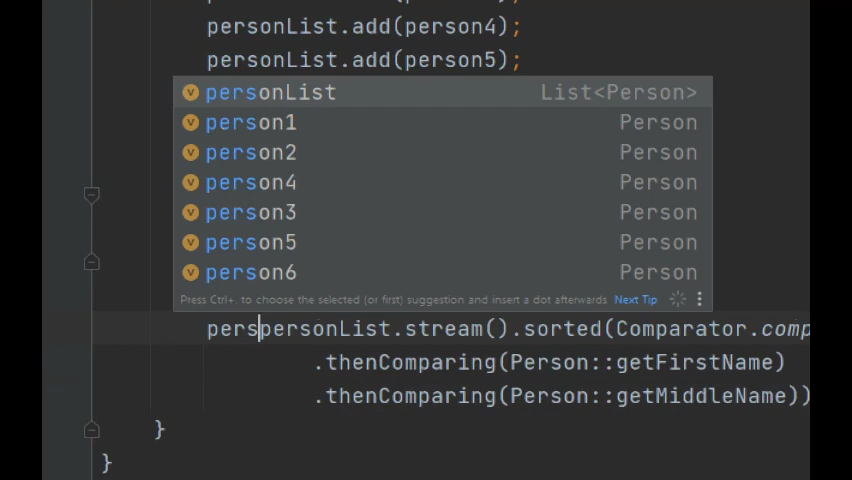 personList.add(person4);
personList.add(person5);
personList List<Person>
person1 Person
person2 Person
person4 Person
person3 Person
person5 Person
person6 Person
Press Ctrl+. to choose the selected (or first) suggestion and insert a dot afterwards Next Tip
perspersonList.stream().sorted(Comparator.comp
.thenComparing(Person::getFirstName)
.thenComparing(Person::getMiddleName))
}
}